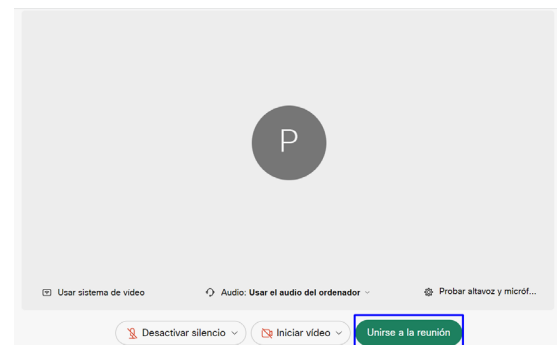 P
Usar sistema de video Audio: Usar el audio del ordenador Probar altavoz y micróf...
Desactivar silencio Iniciar vídeo Unirse a la reunión